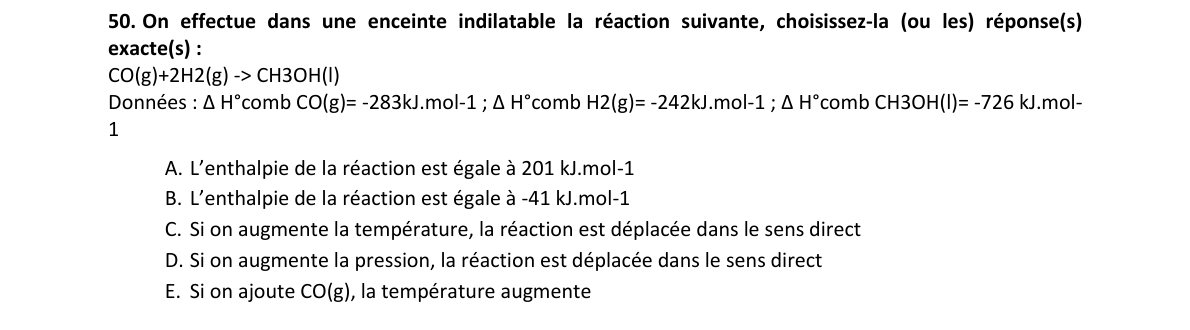 50. On effectue dans une enceinte indilatable la réaction suivante, choisissez-la (ou les) réponse(s)
exacte(s) :
CO(g)+2H2(g) -> CH3OH(l)
Données : Δ H°comb CO(g)= -283kJ.mol-1 ; Δ H°comb H2(g)= -242kJ.mol-1 ; Δ H°comb CH3OH(l)= -726 kJ.mol-
1
A. L’enthalpie de la réaction est égale à 201 kJ.mol-1
B. L’enthalpie de la réaction est égale à -41 kJ.mol-1
C. Si on augmente la température, la réaction est déplacée dans le sens direct
D. Si on augmente la pression, la réaction est déplacée dans le sens direct
E. Si on ajoute CO(g), la température augmente